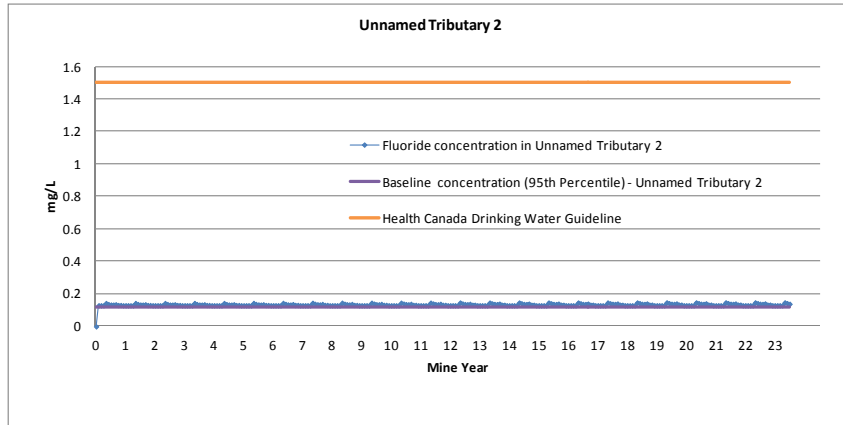 Unnamed Tributary 2
1.6
1.4
1.2
1
0.8
0.6
0.4
0.2
0
mg/L
Fluoride concentration in Unnamed Tributary 2
Baseline concentration (95th Percentile) - Unnamed Tributary 2
Health Canada Drinking Water Guideline
0 1 2 3 4 5 6 7 8 9 10 11 12 13 14 15 16 17 18 19 20 21 22 23
Mine Year